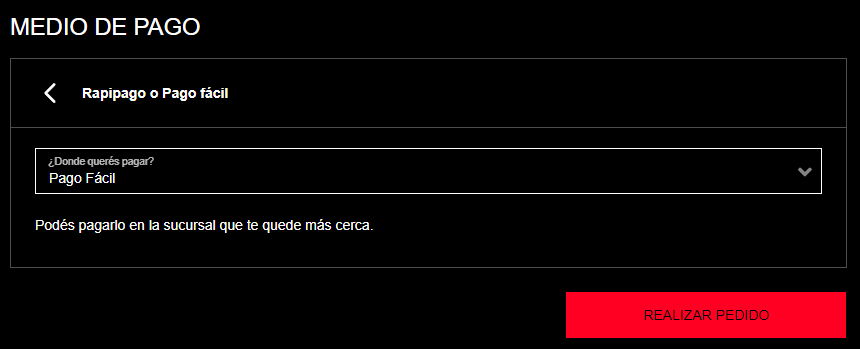 MEDIO DE PAGO
Rapipago o Pago fácil
¿Donde querés pagar?
Pago Fácil
Podés pagarlo en la sucursal que te quede más cerca.
REALIZAR PEDIDO